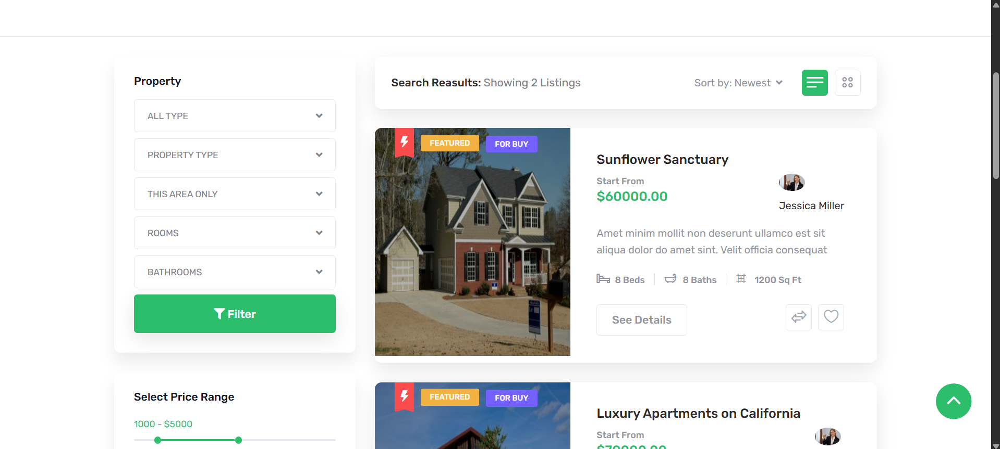 Property
ALL TYPE
PROPERTY TYPE
THIS AREA ONLY
ROOMS
BATHROOMS
Filter
Select Price Range
1000 - $5000
Search Reasults: Showing 2 Listings
Sort by: Newest
FEATURED
FOR BUY
Sunflower Sanctuary
Start From
$60000.00
Jessica Miller
Amet minim mollit non deserunt ullamco est sit
aliqua dolor do amet sint. Velit officia consequat
8 Beds
8 Baths
1200 Sq Ft
See Details
FEATURED
FOR BUY
Luxury Apartments on California
Start From